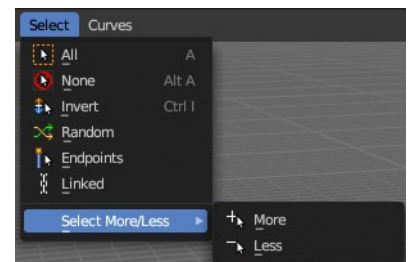 Select Curves
All A
None Alt A
Invert Ctrl I
Random
Endpoints
Linked
Select More/Less
More
Less